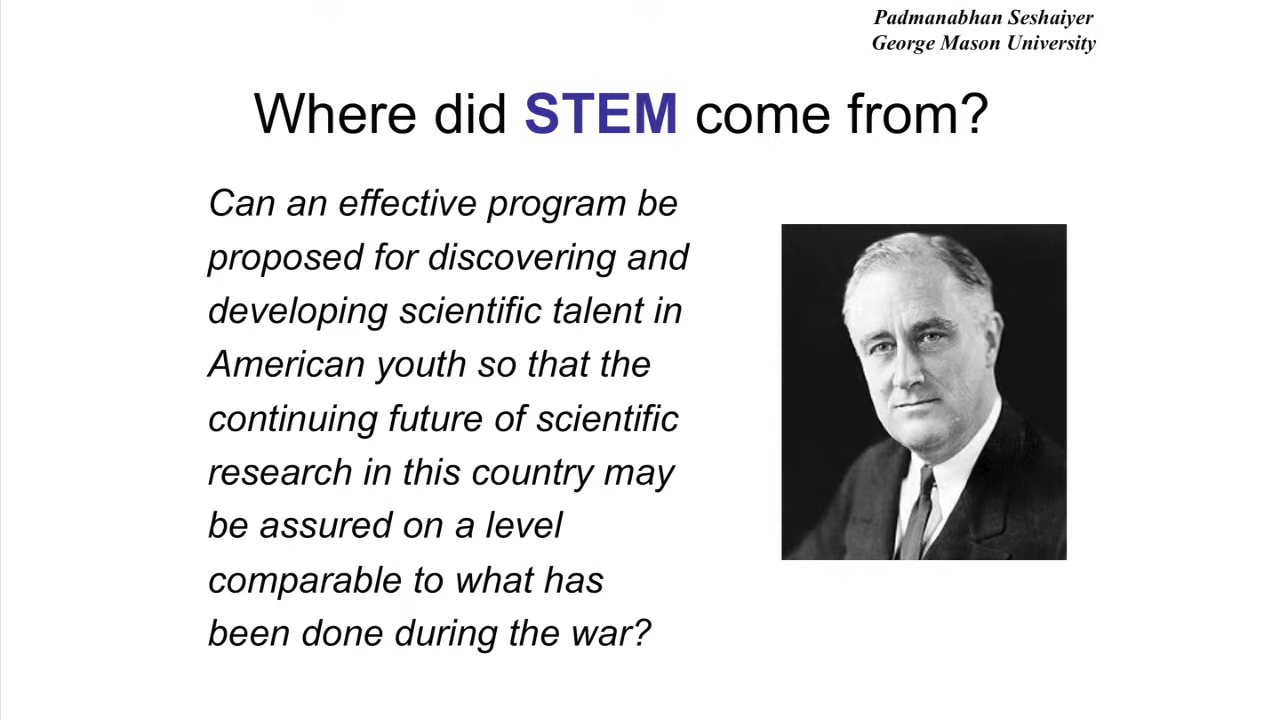 Padmanabhan Seshaiyer
George Mason University
Where did STEM come from?
Can an effective program be
proposed for discovering and
developing scientific talent in
American youth so that the
continuing future of scientific
research in this country may
be assured on a level
comparable to what has
been done during the war?